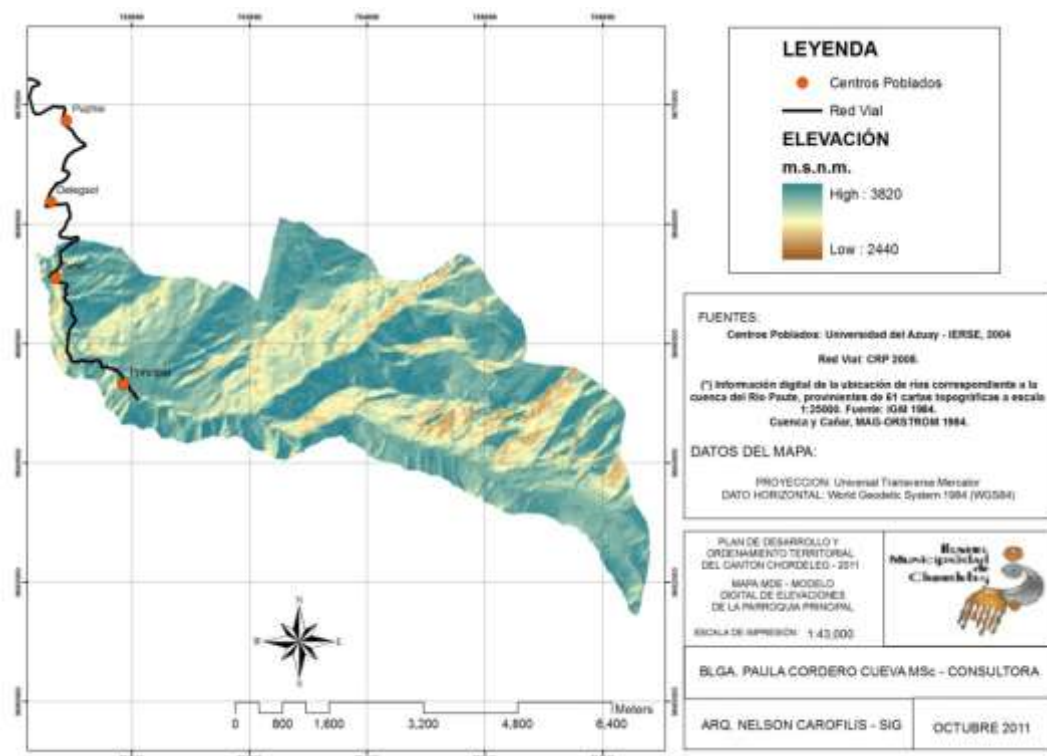 Delegsol
Principal
N
E
S
0 800 1,600 3,200 4,800 6,400
Meters
LEYENDA
Centros Poblados
Red Vial
ELEVACIÓN
m.s.n.m.
High : 3820
Low : 2440
FUENTES:
Centros Poblados: Universidad del Azuay - IERSE, 2004
Red Vial: CRP 2008.
(*) Información digital de la ubicación de ríos correspondiente a la
cuenca del Río Paute, provinientes de 61 cartas topográficas a escala
1:25000. Fuente: IGM 1984.
Cuenca y Cañar, MAG-ORSTROM 1984.
DATOS DEL MAPA:
PROYECCION: Universal Transverse Mercator
DATO HORIZONTAL: World Geodetic System 1984 (WGS84)
PLAN DE DESARROLLO Y
ORDENAMIENTO TERRITORIAL
DEL CANTON CHORDELEG - 2011
MAPA MDE - MODELO
DIGITAL DE ELEVACIONES
DE LA PARROQUIA PRINCIPAL
ESCALA DE IMPRESIÓN: 1:43,000
Ilustre
Municipalidad
de
Chordeleg
BLGA. PAULA CORDERO CUEVA MSc - CONSULTORA
ARQ. NELSON CAROFILIS - SIG
OCTUBRE 2011